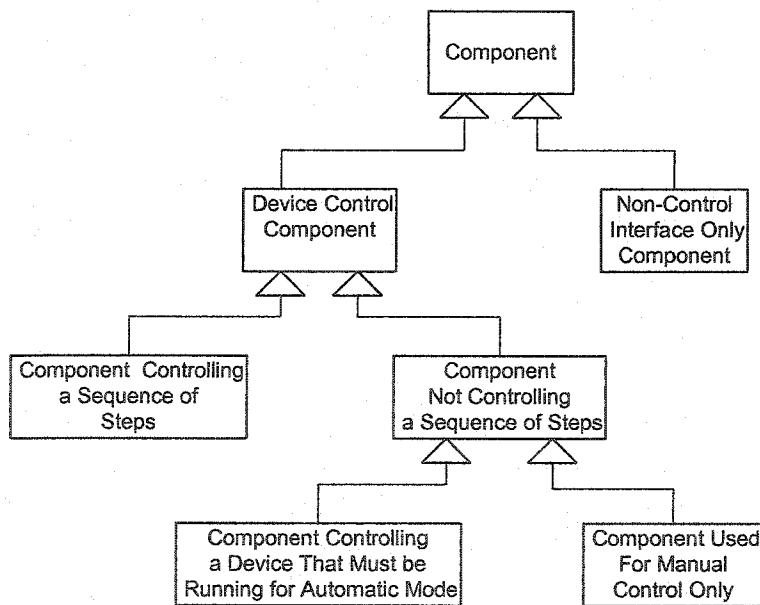 Component
Device Control
Component
Non-Control
Interface Only
Component
Component Controlling
a Sequence of
Steps
Component
Not Controlling
a Sequence of Steps
Component Controlling
a Device That Must be
Running for Automatic Mode
Component Used
For Manual
Control Only